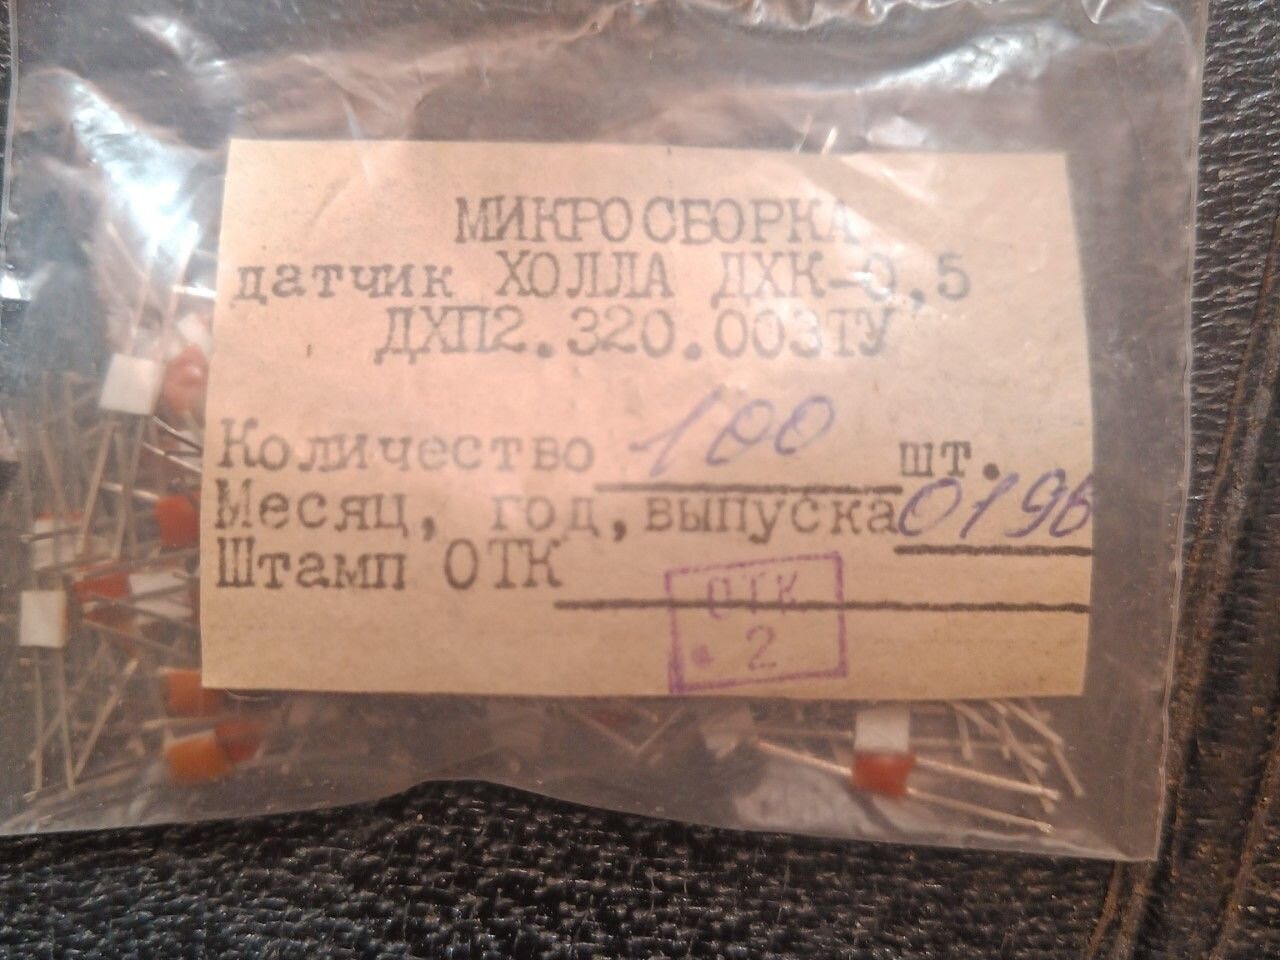 МИКРОСБОРКА
датчик ХОЛЛА ДХК-0,5
ДХП2.320.003ТУ
Количество 100 шт.
Месяц, год, выпуска 0196
Штамп ОТК
ОТК
2